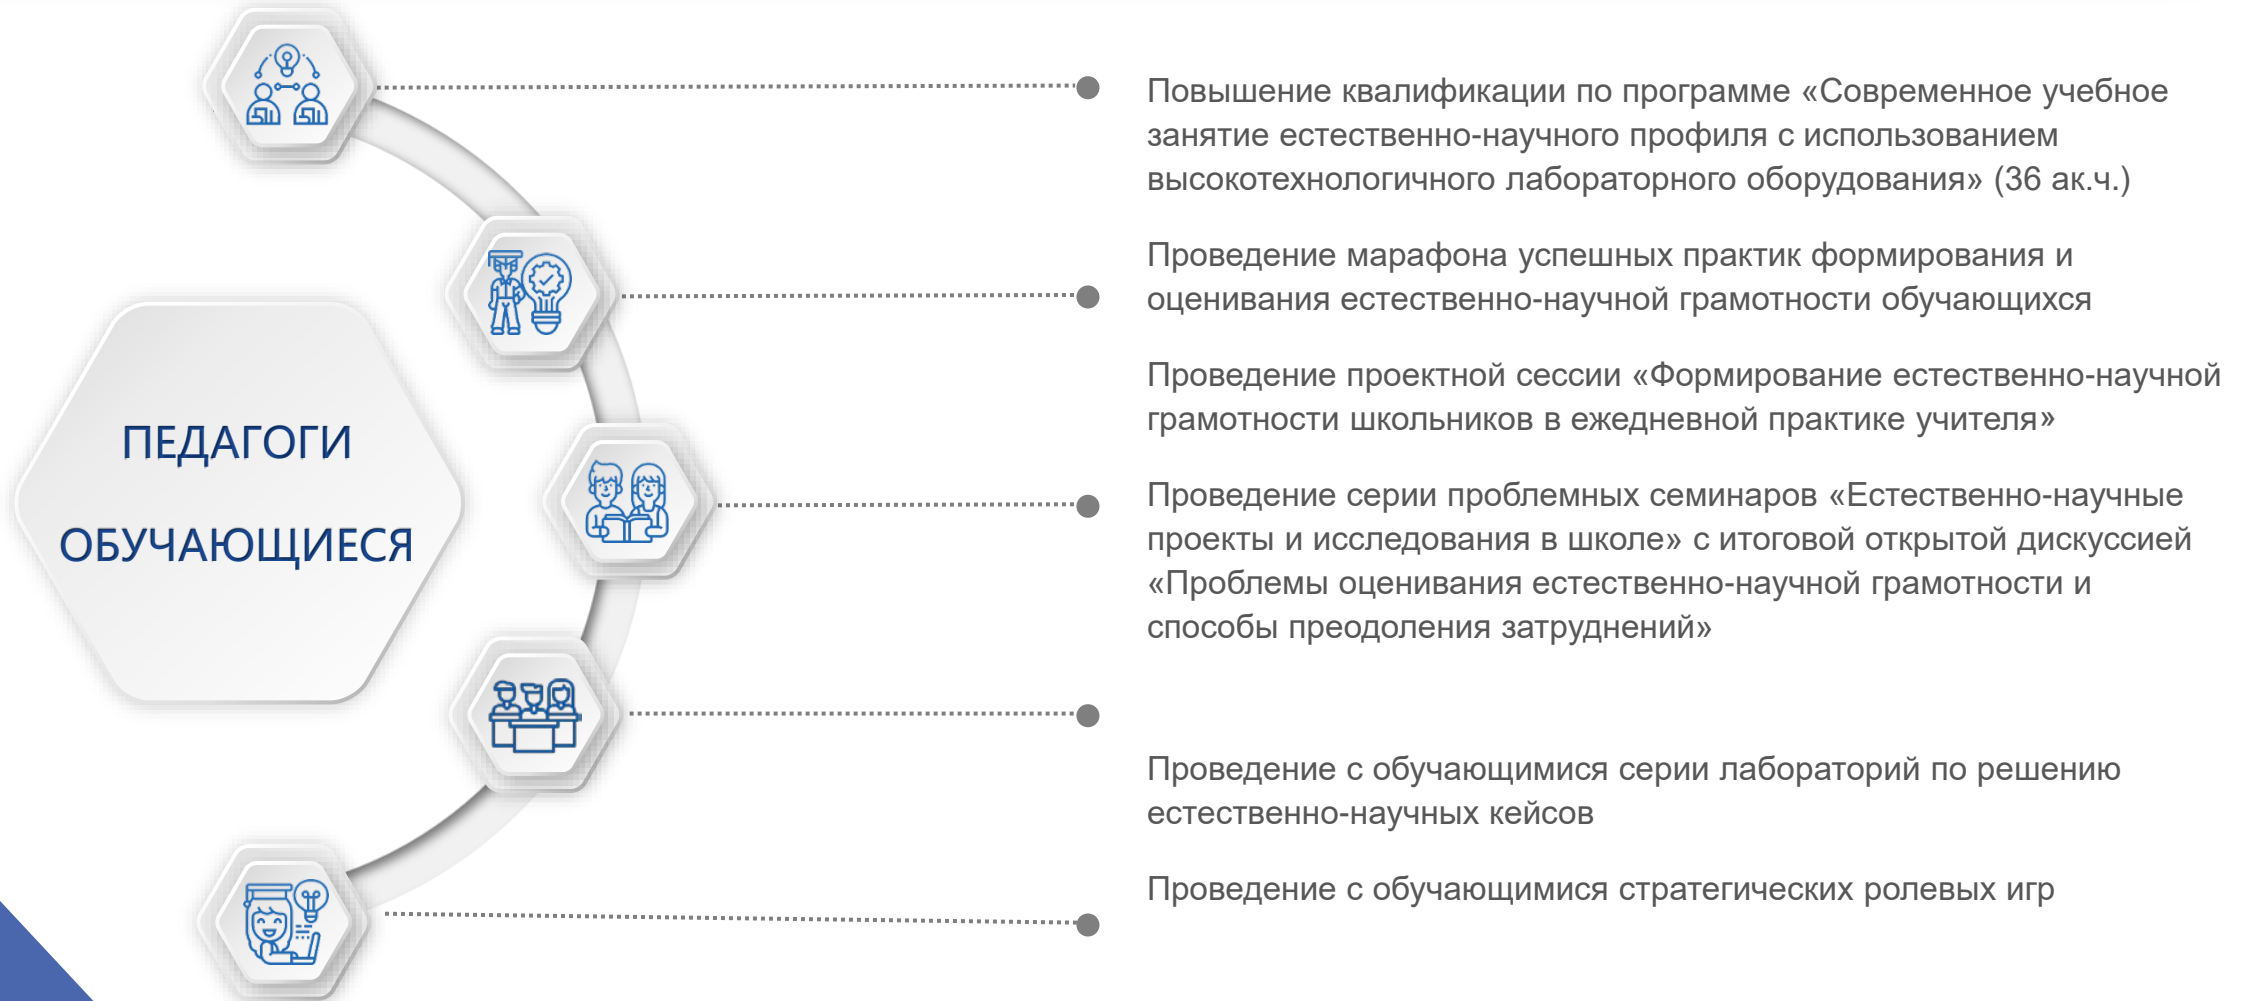 ПЕДАГОГИ
ОБУЧАЮЩИЕСЯ
Повышение квалификации по программе «Современное учебное
занятие естественно-научного профиля с использованием
высокотехнологичного лабораторного оборудования» (36 ак.ч.)
Проведение марафона успешных практик формирования и
оценивания естественно-научной грамотности обучающихся
Проведение проектной сессии «Формирование естественно-научной
грамотности школьников в ежедневной практике учителя»
Проведение серии проблемных семинаров «Естественно-научные
проекты и исследования в школе» с итоговой открытой дискуссией
«Проблемы оценивания естественно-научной грамотности и
способы преодоления затруднений»
Проведение с обучающимися серии лабораторий по решению
естественно-научных кейсов
Проведение с обучающимися стратегических ролевых игр